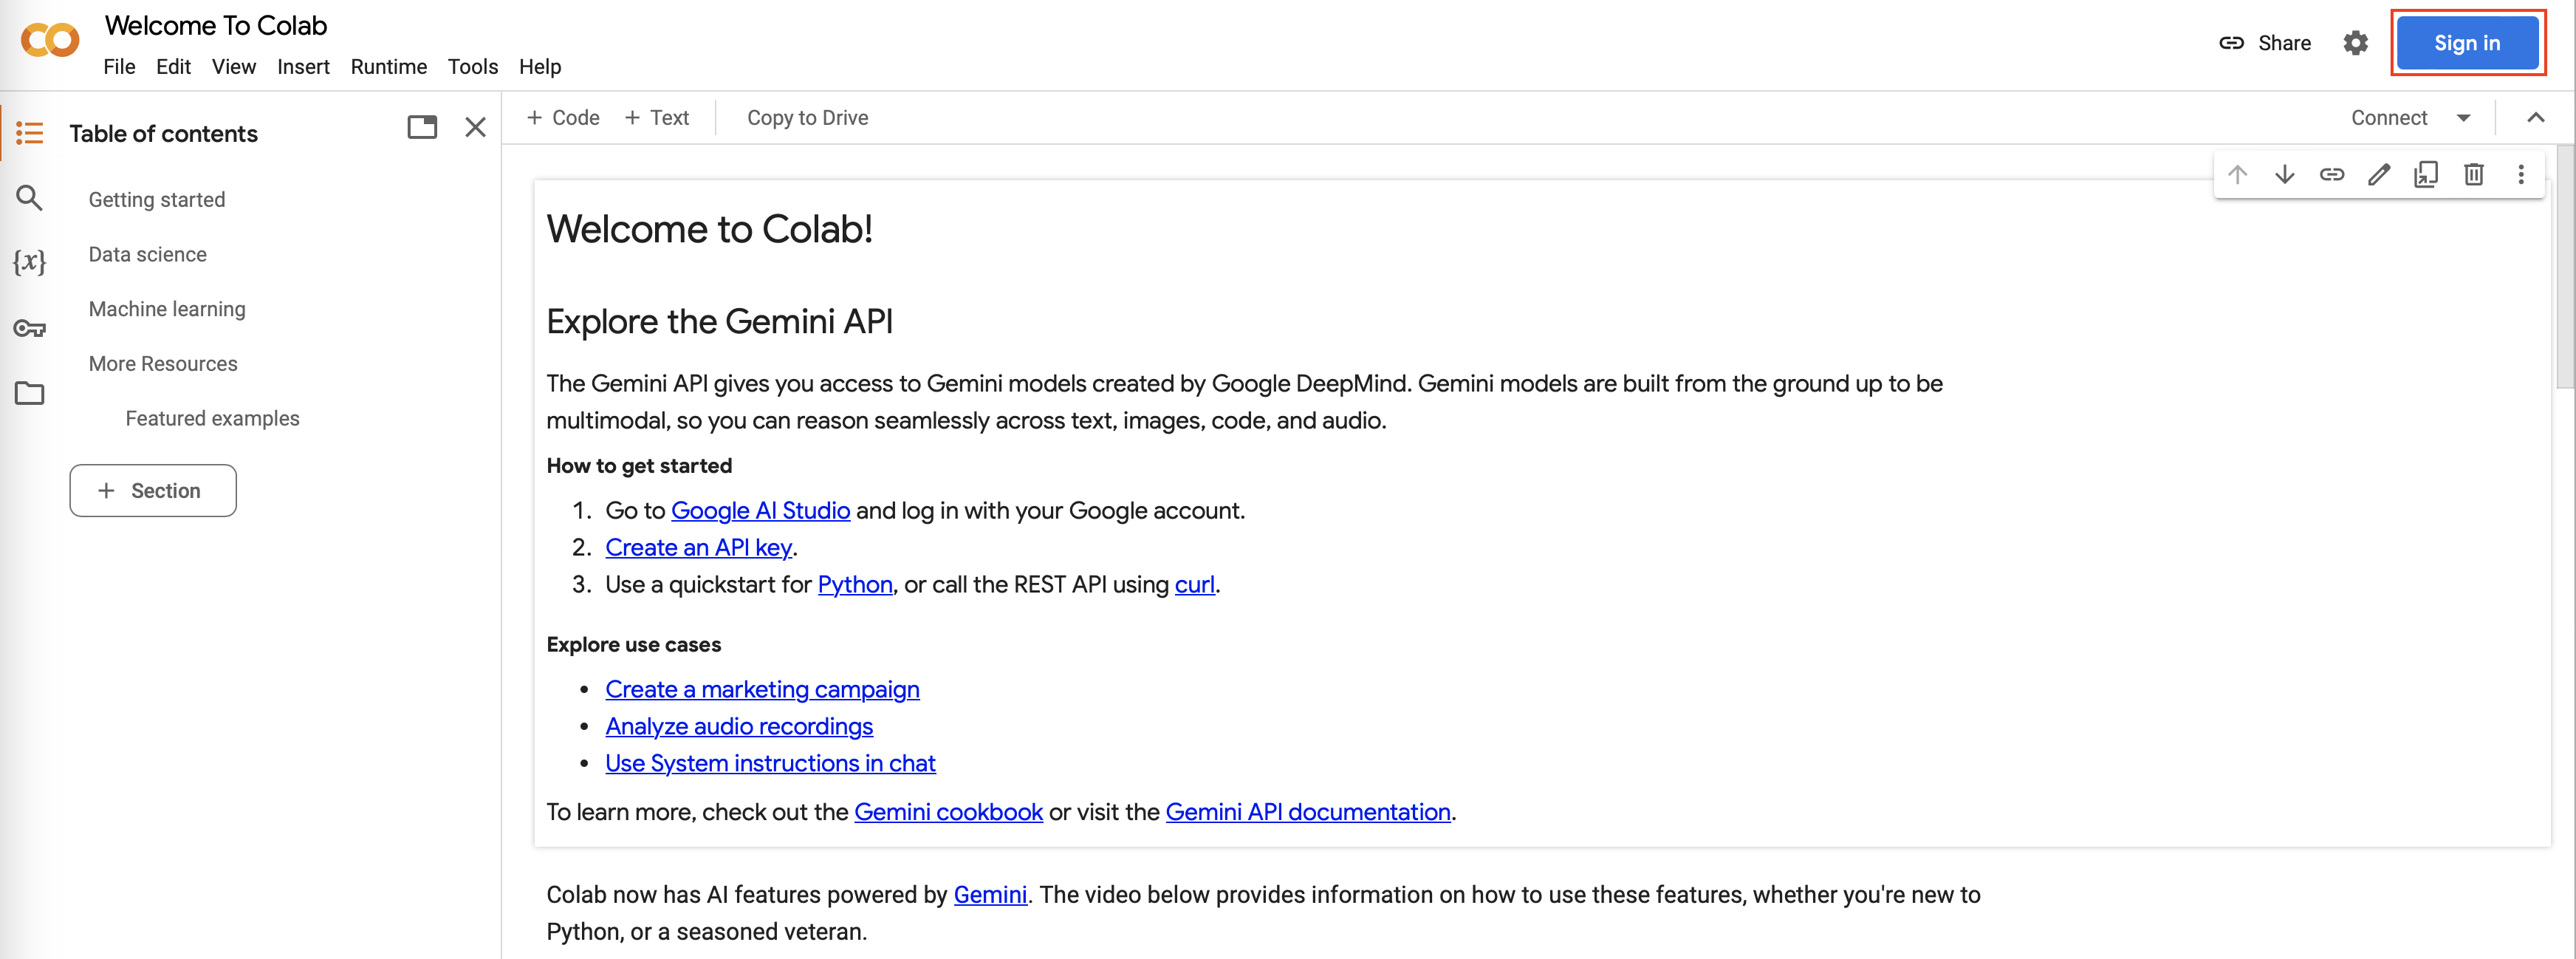 Welcome To Colab
File Edit View Insert Runtime Tools Help
Share
Sign in
Table of contents
Getting started
Data science
{x}
Machine learning
More Resources
Featured examples
+ Section
+ Code + Text Copy to Drive
Connect
Welcome to Colab!
Explore the Gemini API
The Gemini API gives you access to Gemini models created by Google DeepMind. Gemini models are built from the ground up to be
multimodal, so you can reason seamlessly across text, images, code, and audio.
How to get started
1. Go to Google AI Studio and log in with your Google account.
2. Create an API key.
3. Use a quickstart for Python, or call the REST API using curl.
Explore use cases
• Create a marketing campaign
• Analyze audio recordings
• Use System instructions in chat
To learn more, check out the Gemini cookbook or visit the Gemini API documentation.
Colab now has AI features powered by Gemini. The video below provides information on how to use these features, whether you're new to
Python, or a seasoned veteran.